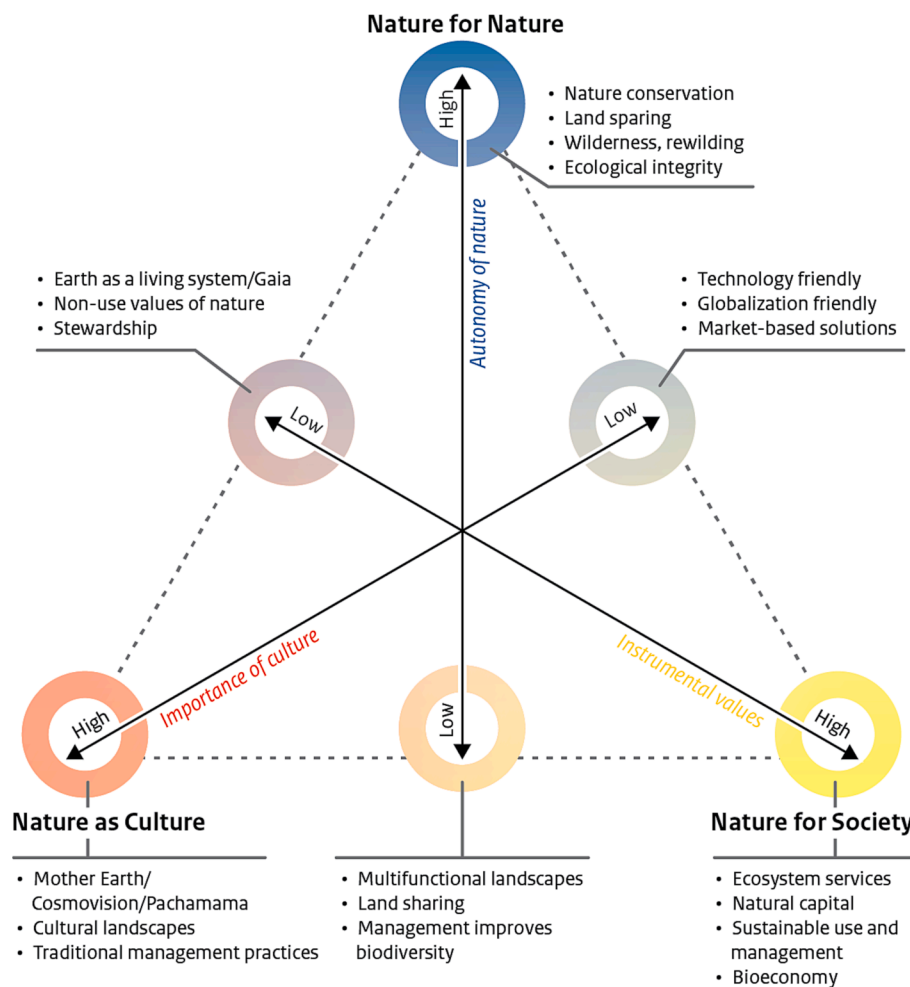 Nature for Nature
High
• Nature conservation
• Land sparing
• Wilderness, rewilding
• Ecological integrity
Autonomy of nature
• Earth as a living system/Gaia
• Non-use values of nature
• Stewardship
• Technology friendly
• Globalization friendly
• Market-based solutions
Low
Low
Importance of culture
Instrumental values
High
Low
High
Nature as Culture
Nature for Society
• Mother Earth/
Cosmovision/Pachamama
• Cultural landscapes
• Traditional management practices
• Multifunctional landscapes
• Land sharing
• Management improves
biodiversity
• Ecosystem services
• Natural capital
• Sustainable use and
management
• Bioeconomy